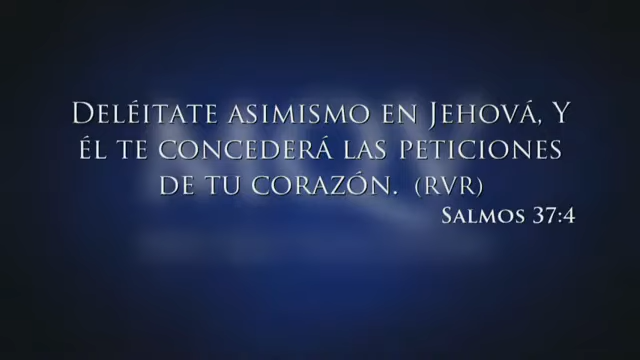 Deléitate asimismo en Jehová, y
él te concederá las peticiones
de tu corazón. (RVR)
Salmos 37:4